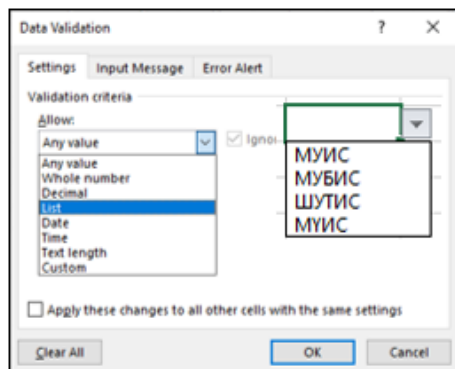 Data Validation
?
Settings
Input Message
Error Alert
Validation criteria
Allow:
Any value
Any value
Whole number
Decimal
List
Date
Time
Text length
Custom
МУИС
МУБИС
ШУТИС
МҮИС
Apply these changes to all other cells with the same settings
Clear All
OK
Cancel